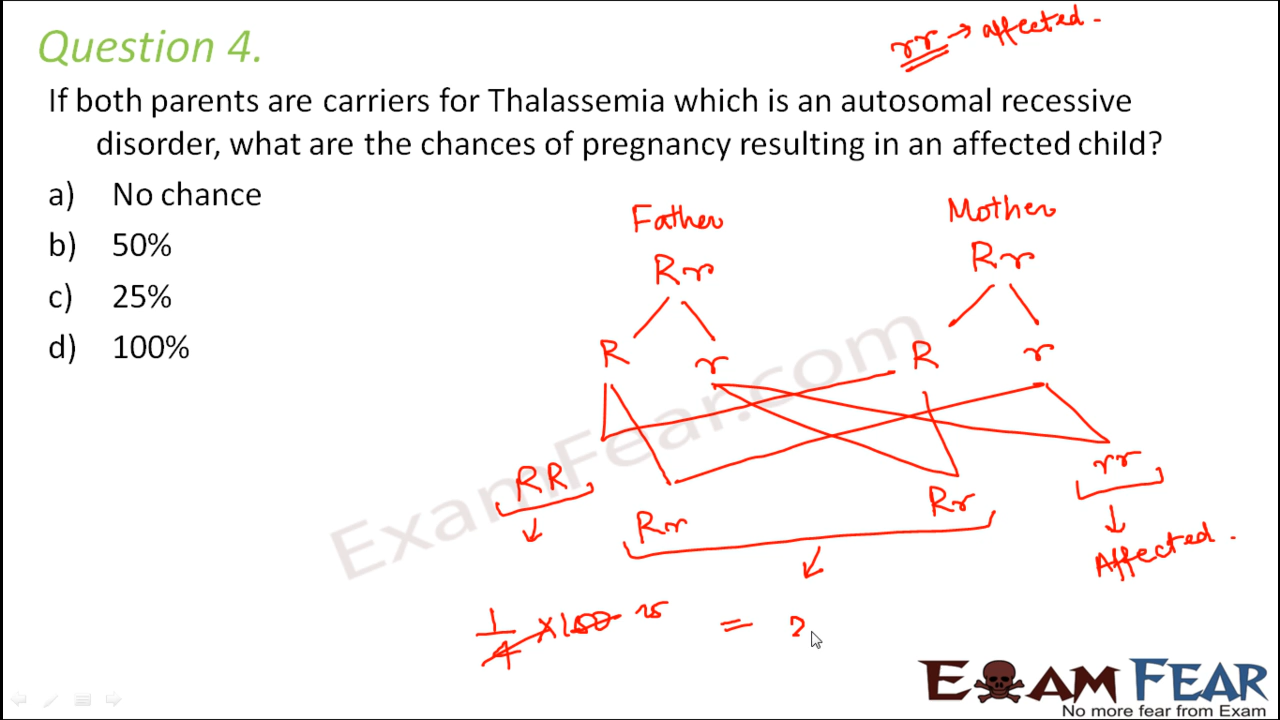 Question 4.
rr → affected.
If both parents are carriers for Thalassemia which is an autosomal recessive
disorder, what are the chances of pregnancy resulting in an affected child?
a) No chance
b) 50%
c) 25%
d) 100%
Father Mother
Rr Rr
R r R r
RR Rr Rr rr
Affected.
1/4 ×100 25 = 2
ExamFear.com
EXAM FEAR
No more fear from Exam